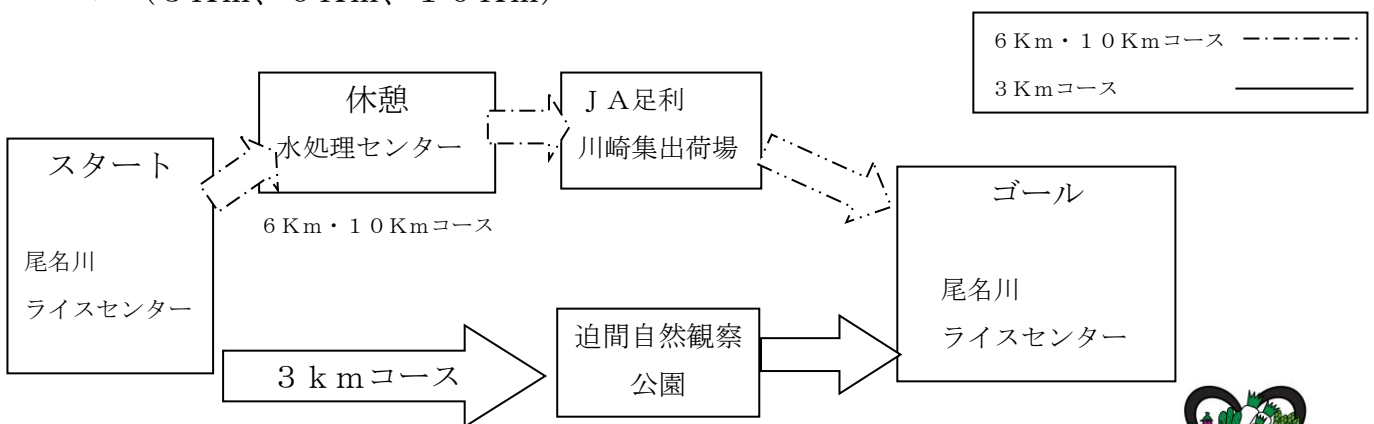 ６Ｋｍ・１０Ｋｍコース
３Ｋｍコース
スタート
尾名川
ライスセンター
休憩
水処理センター
６Ｋｍ・１０Ｋｍコース
ＪＡ足利
川崎集出荷場
３ｋｍコース
迫間自然観察
公園
ゴール
尾名川
ライスセンター